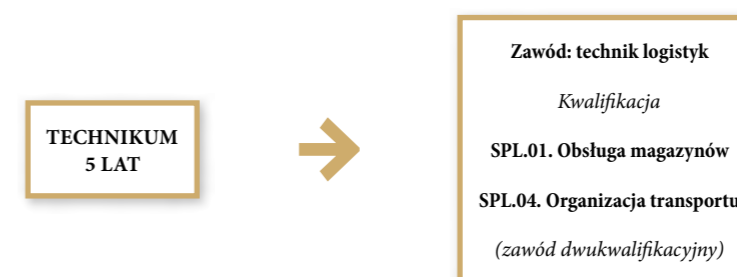 TECHNIKUM
5 LAT
Zawód: technik logistyk
Kwalifikacja
SPL.01. Obsługa magazynów
SPL.04. Organizacja transportu
(zawód dwukwalifikacyjny)